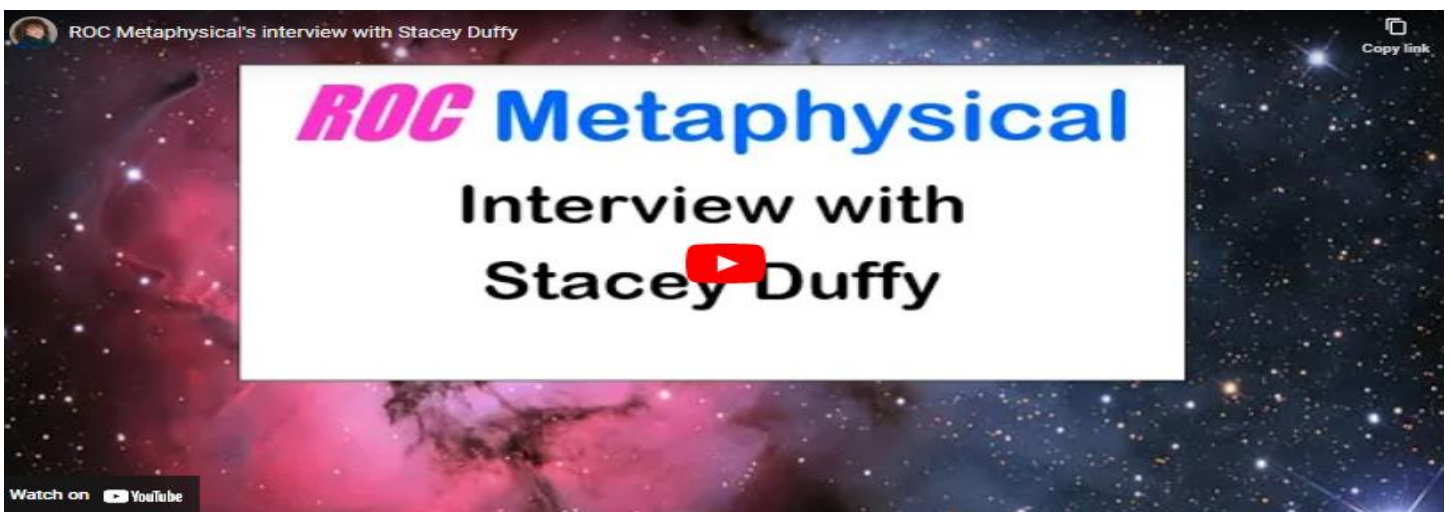 ROC Metaphysical's interview with Stacey Duffy
Copy link
ROC Metaphysical
Interview with
Stacey Duffy
Watch on YouTube